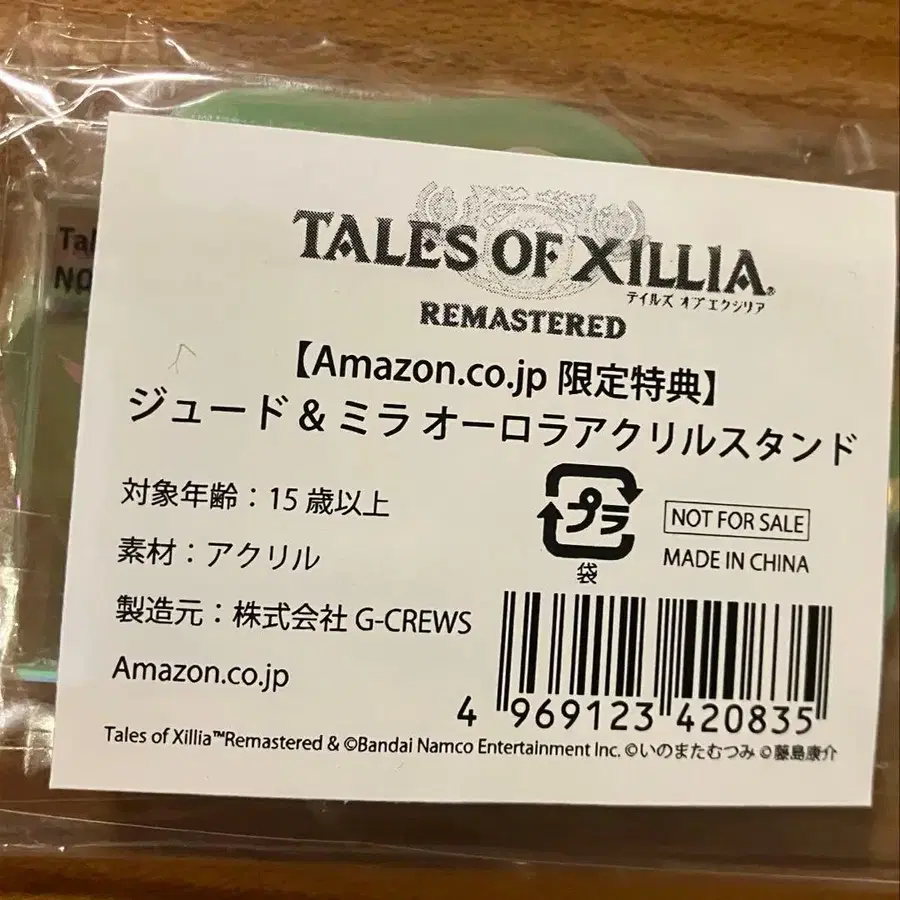 TALES OF XILLIA
テイルズ オブ エクシリア
REMASTERED
【Amazon.co.jp 限定特典】
ジュード & ミラ オーロラアクリルスタンド
対象年齢：15 歳以上
素材：アクリル
製造元：株式会社 G-CREWS
Amazon.co.jp
プラ
袋
NOT FOR SALE
MADE IN CHINA
4 969123 420835
Tales of Xillia™Remastered & ©Bandai Namco Entertainment Inc. ©いのまたむつみ ©藤島康介